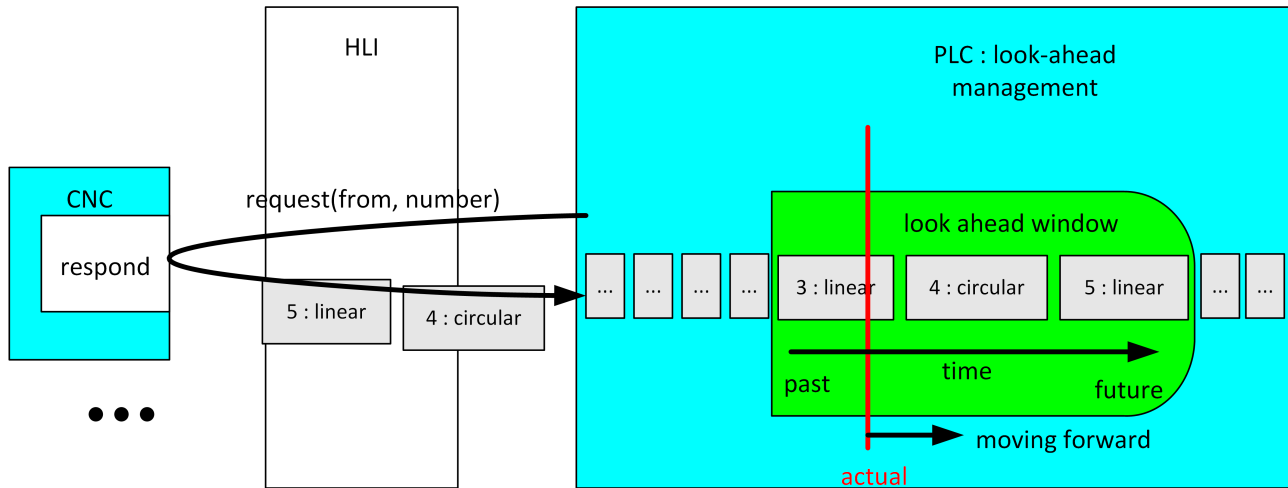 HLI
PLC : look-ahead
management
CNC
request(from, number)
respond
look ahead window
5 : linear
4 : circular
...
...
...
...
3 : linear
4 : circular
5 : linear
...
...
past
time
future
moving forward
actual